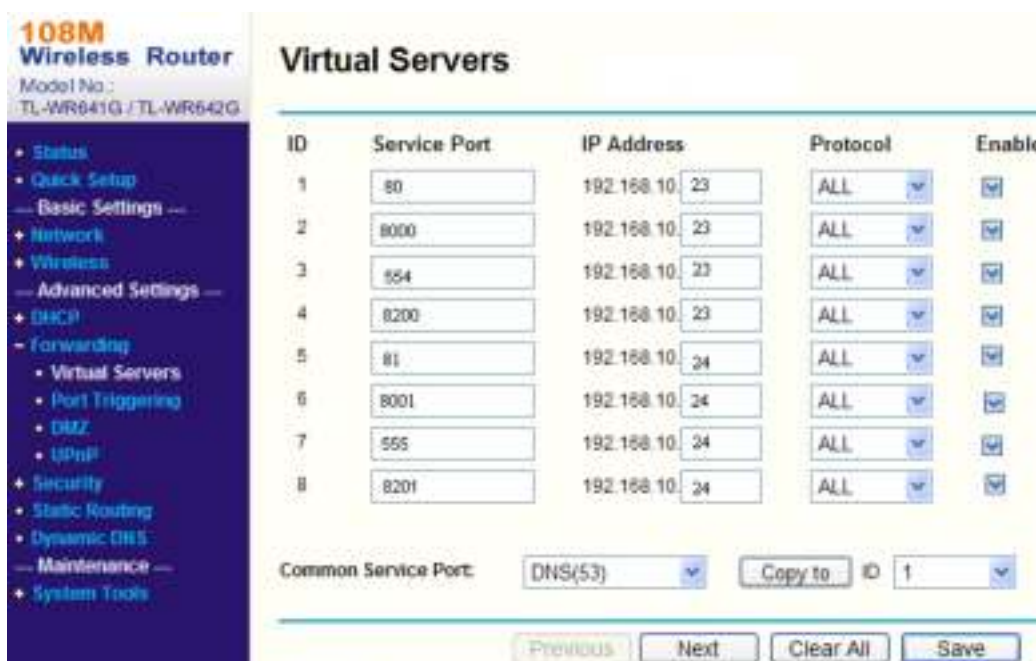 108M
Wireless Router
Model No.:
TL-WR641G / TL-WR642G
Status
Quick Setup
--- Basic Settings ---
Network
Wireless
--- Advanced Settings ---
DHCP
Forwarding
Virtual Servers
Port Triggering
DMZ
UPnP
Security
Static Routing
Dynamic DNS
--- Maintenance ---
System Tools
Virtual Servers
ID Service Port IP Address Protocol Enable
1 80 192.168.10. 23 ALL
2 8000 192.168.10. 23 ALL
3 554 192.168.10. 23 ALL
4 8200 192.168.10. 23 ALL
5 81 192.168.10. 24 ALL
6 8001 192.168.10. 24 ALL
7 555 192.168.10. 24 ALL
8 8201 192.168.10. 24 ALL
Common Service Port: DNS(53) Copy to ID 1
Previous Next Clear All Save